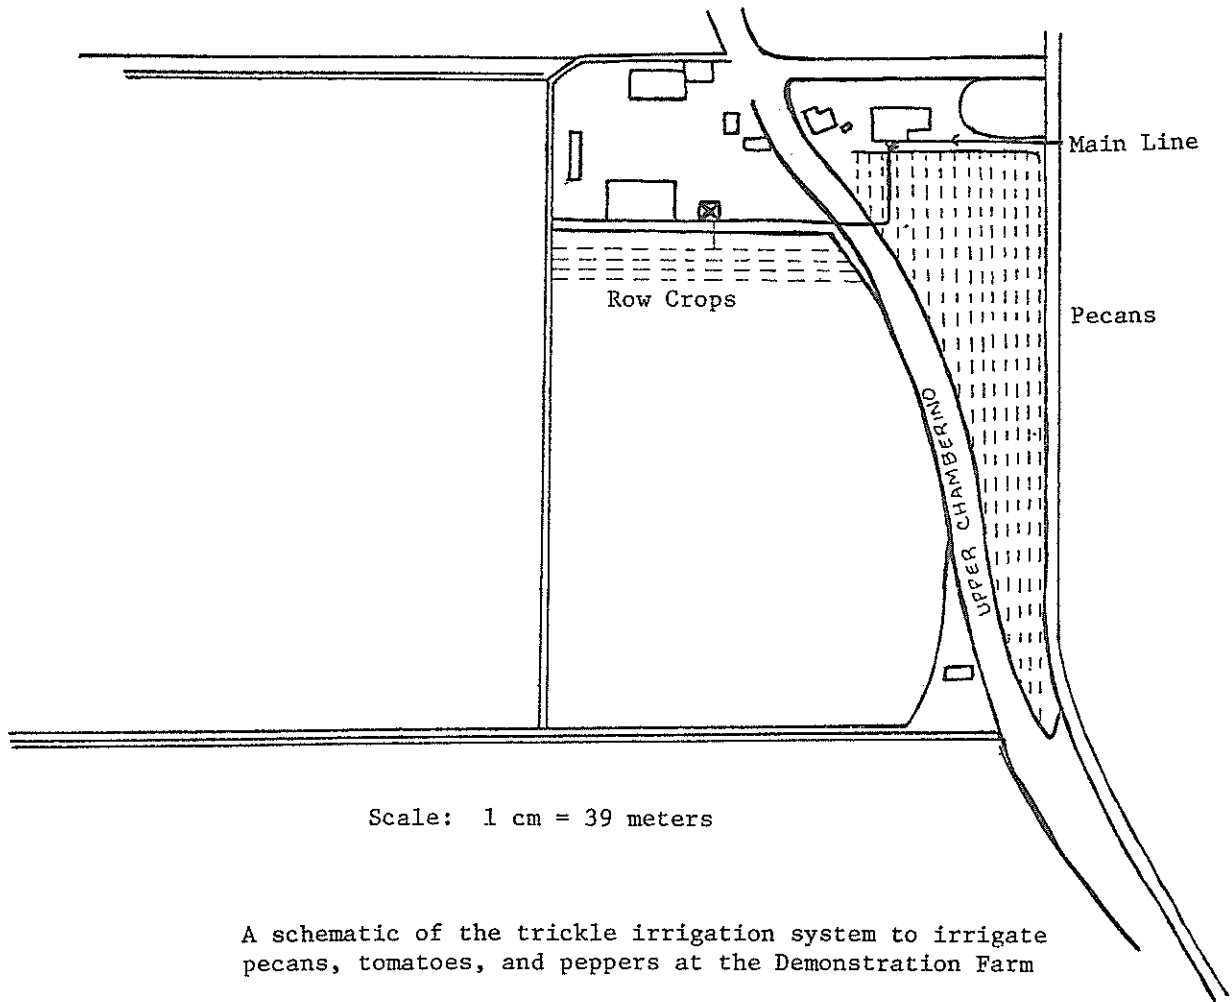 Main Line
Row Crops
Pecans
UPPER CHAMBERINO
Scale: 1 cm = 39 meters
A schematic of the trickle irrigation system to irrigate
pecans, tomatoes, and peppers at the Demonstration Farm